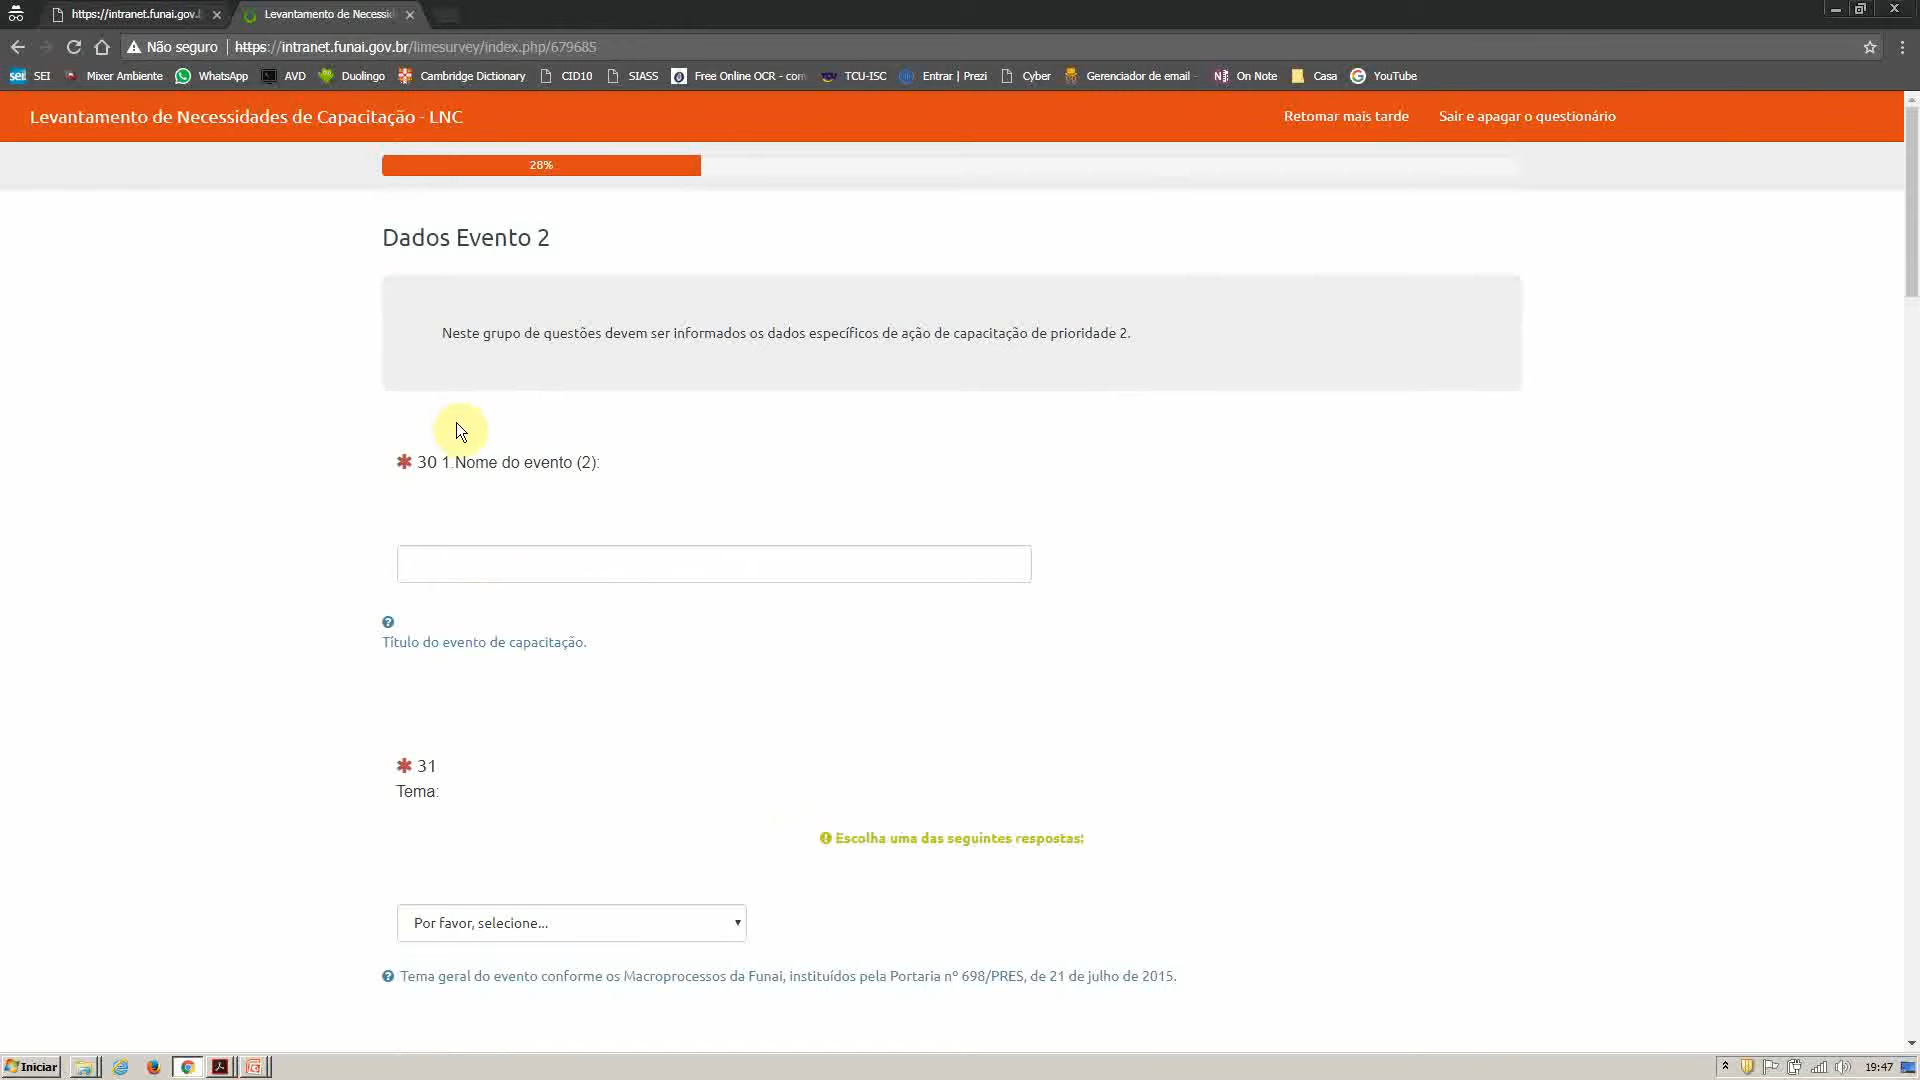 https://intranet.funai.gov.
Levantamento de Necessid
Não seguro
https://intranet.funai.gov.br/limesurvey/index.php/679685
SEI
Mixer Ambiente
WhatsApp
AVD
Duolingo
Cambridge Dictionary
CID10
SIASS
Free Online OCR - con
TCU-ISC
Entrar | Prezi
Cyber
Gerenciador de email
On Note
Casa
YouTube
Levantamento de Necessidades de Capacitação - LNC
Retomar mais tarde
Sair e apagar o questionário
28%
Dados Evento 2
Neste grupo de questões devem ser informados os dados específicos de ação de capacitação de prioridade 2.
✱ 30 1.Nome do evento (2):
Título do evento de capacitação.
✱ 31
Tema:
Escolha uma das seguintes respostas:
Por favor, selecione...
Tema geral do evento conforme os Macroprocessos da Funai, instituídos pela Portaria nº 698/PRES, de 21 de julho de 2015.
Iniciar
19:47